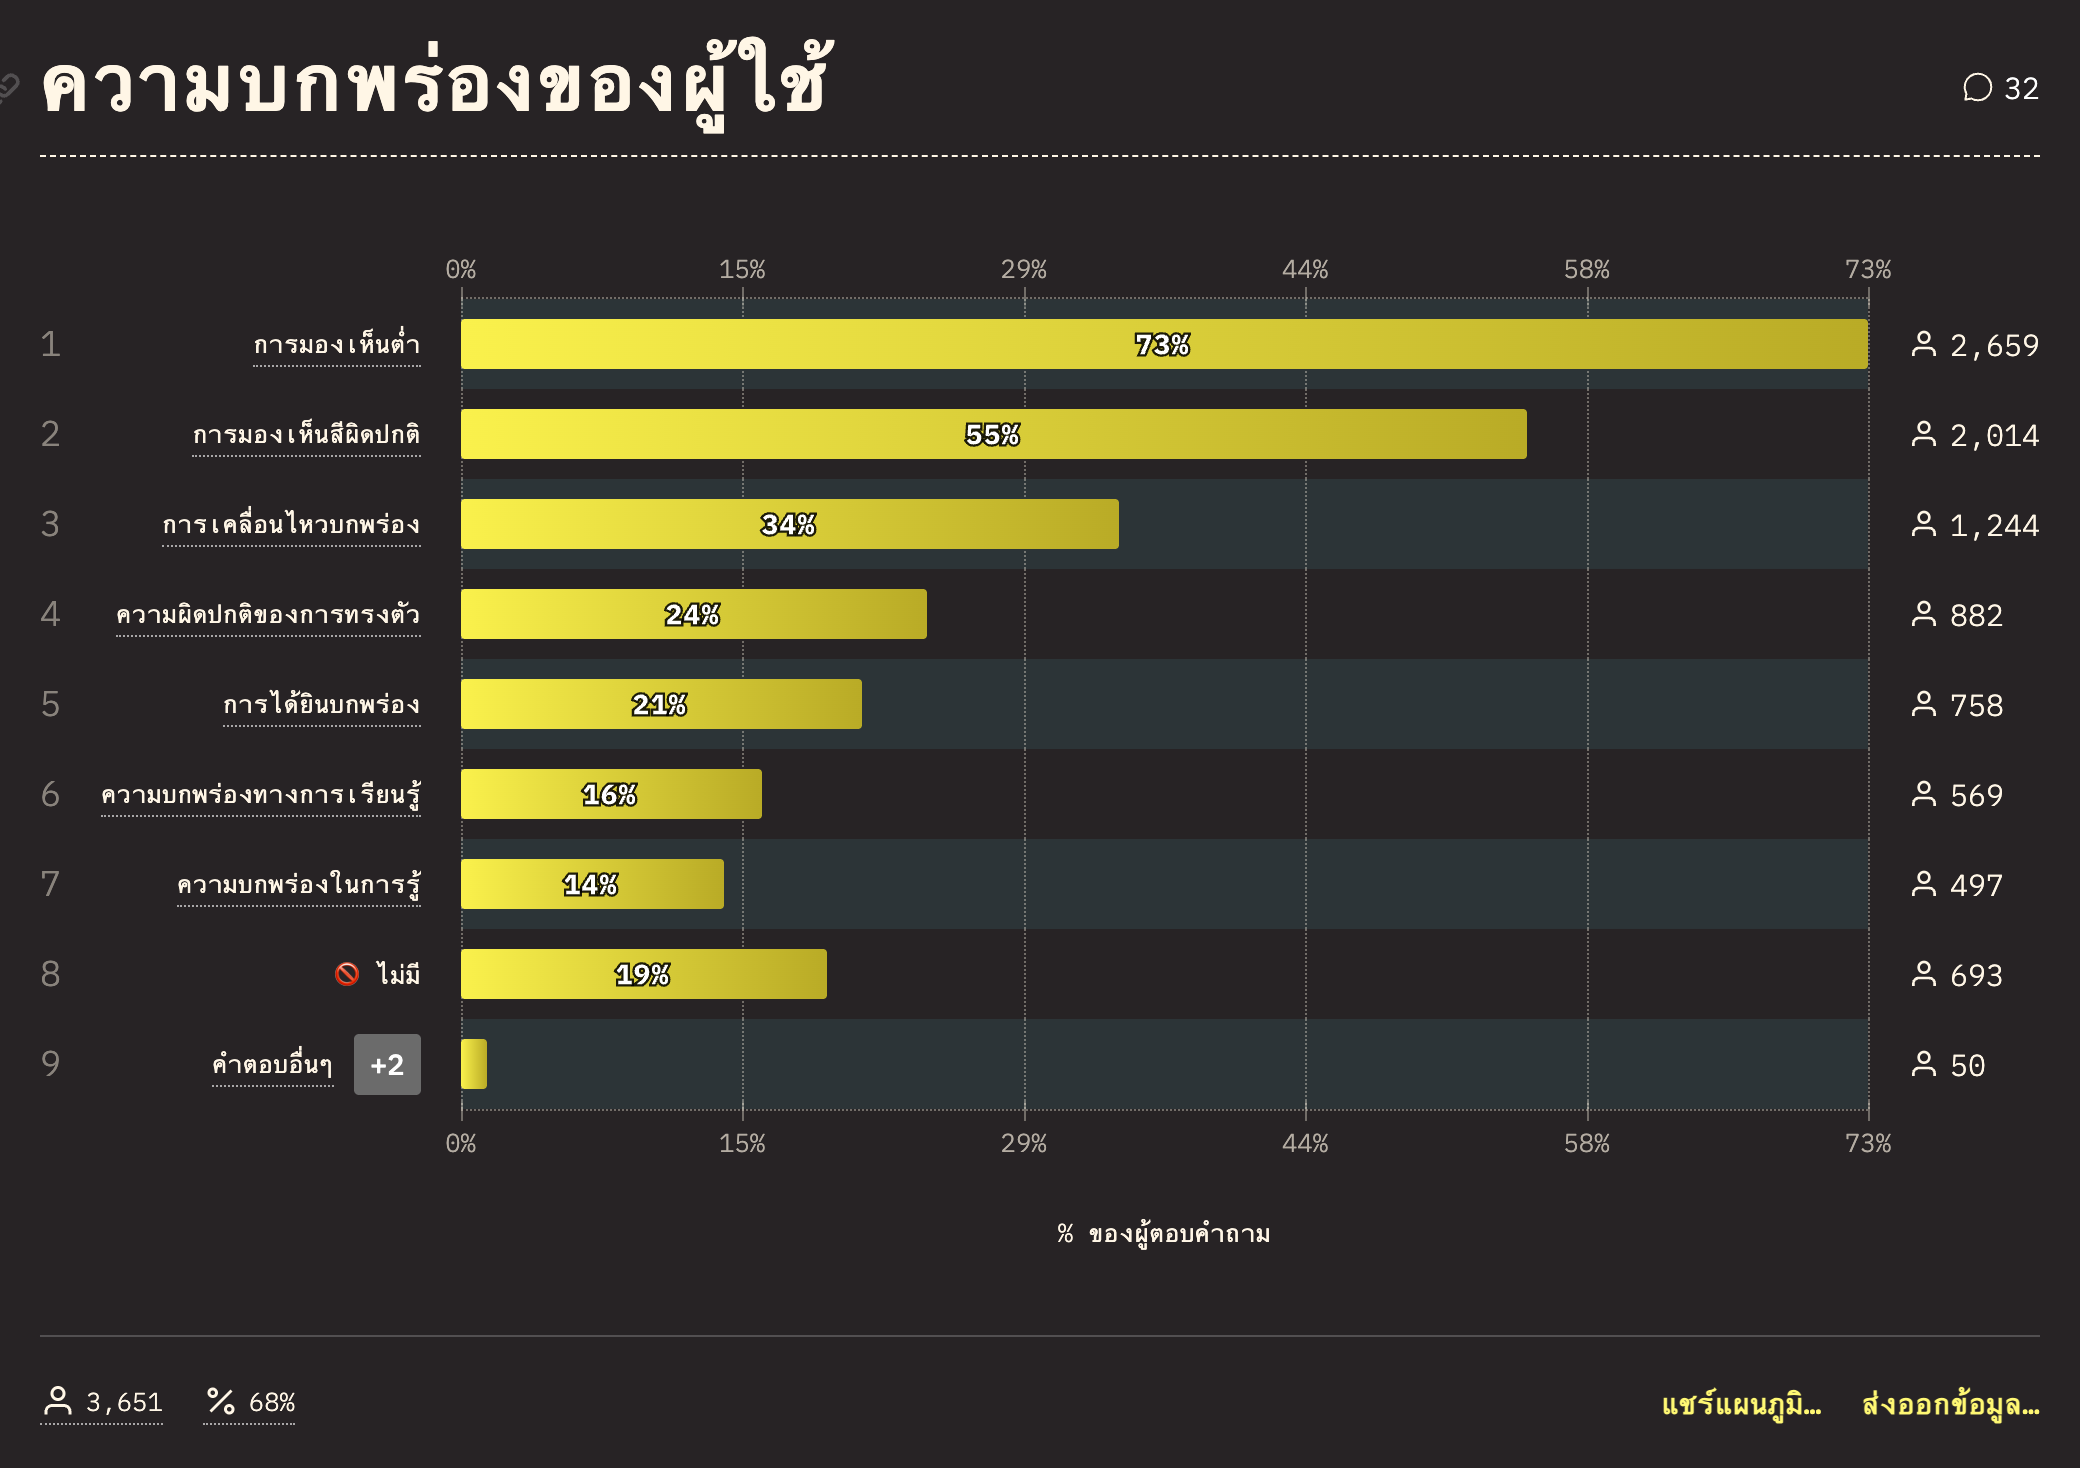 ความบกพร่องของผู้ใช้
32
0% 15% 29% 44% 58% 73%
1 การมองเห็นต่ำ 73% 2,659
2 การมองเห็นสีผิดปกติ 55% 2,014
3 การเคลื่อนไหวบกพร่อง 34% 1,244
4 ความผิดปกติของการทรงตัว 24% 882
5 การได้ยินบกพร่อง 21% 758
6 ความบกพร่องทางการเรียนรู้ 16% 569
7 ความบกพร่องในการรู้ 14% 497
8 ไม่มี 19% 693
9 คำตอบอื่นๆ +2 50
0% 15% 29% 44% 58% 73%
% ของผู้ตอบคำถาม
3,651 68% แชร์แผนภูมิ… ส่งออกข้อมูล…